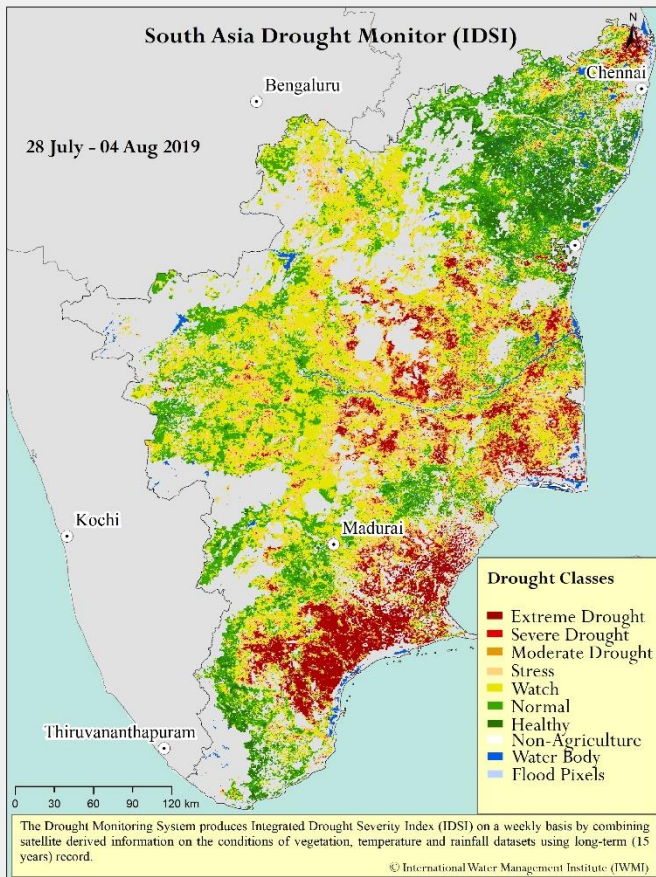 South Asia Drought Monitor (IDSI)
N
Chennai
Bengaluru
28 July - 04 Aug 2019
Kochi
Madurai
Thiruvananthapuram
Drought Classes
Extreme Drought
Severe Drought
Moderate Drought
Stress
Watch
Normal
Healthy
Non-Agriculture
Water Body
Flood Pixels
0 30 60 90 120 km
The Drought Monitoring System produces Integrated Drought Severity Index (IDSI) on a weekly basis by combining
satellite derived information on the conditions of vegetation, temperature and rainfall datasets using long-term (15
years) record.
© International Water Management Institute (IWMI)